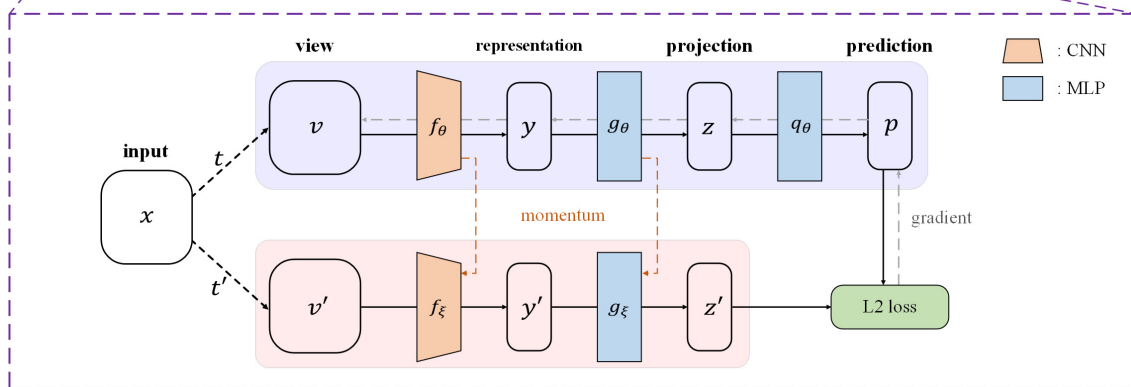 view
representation
projection
prediction
: CNN
: MLP
input
t
v
f_θ
y
g_θ
z
q_θ
p
x
momentum
gradient
t′
v′
f_ξ
y′
g_ξ
z′
L2 loss